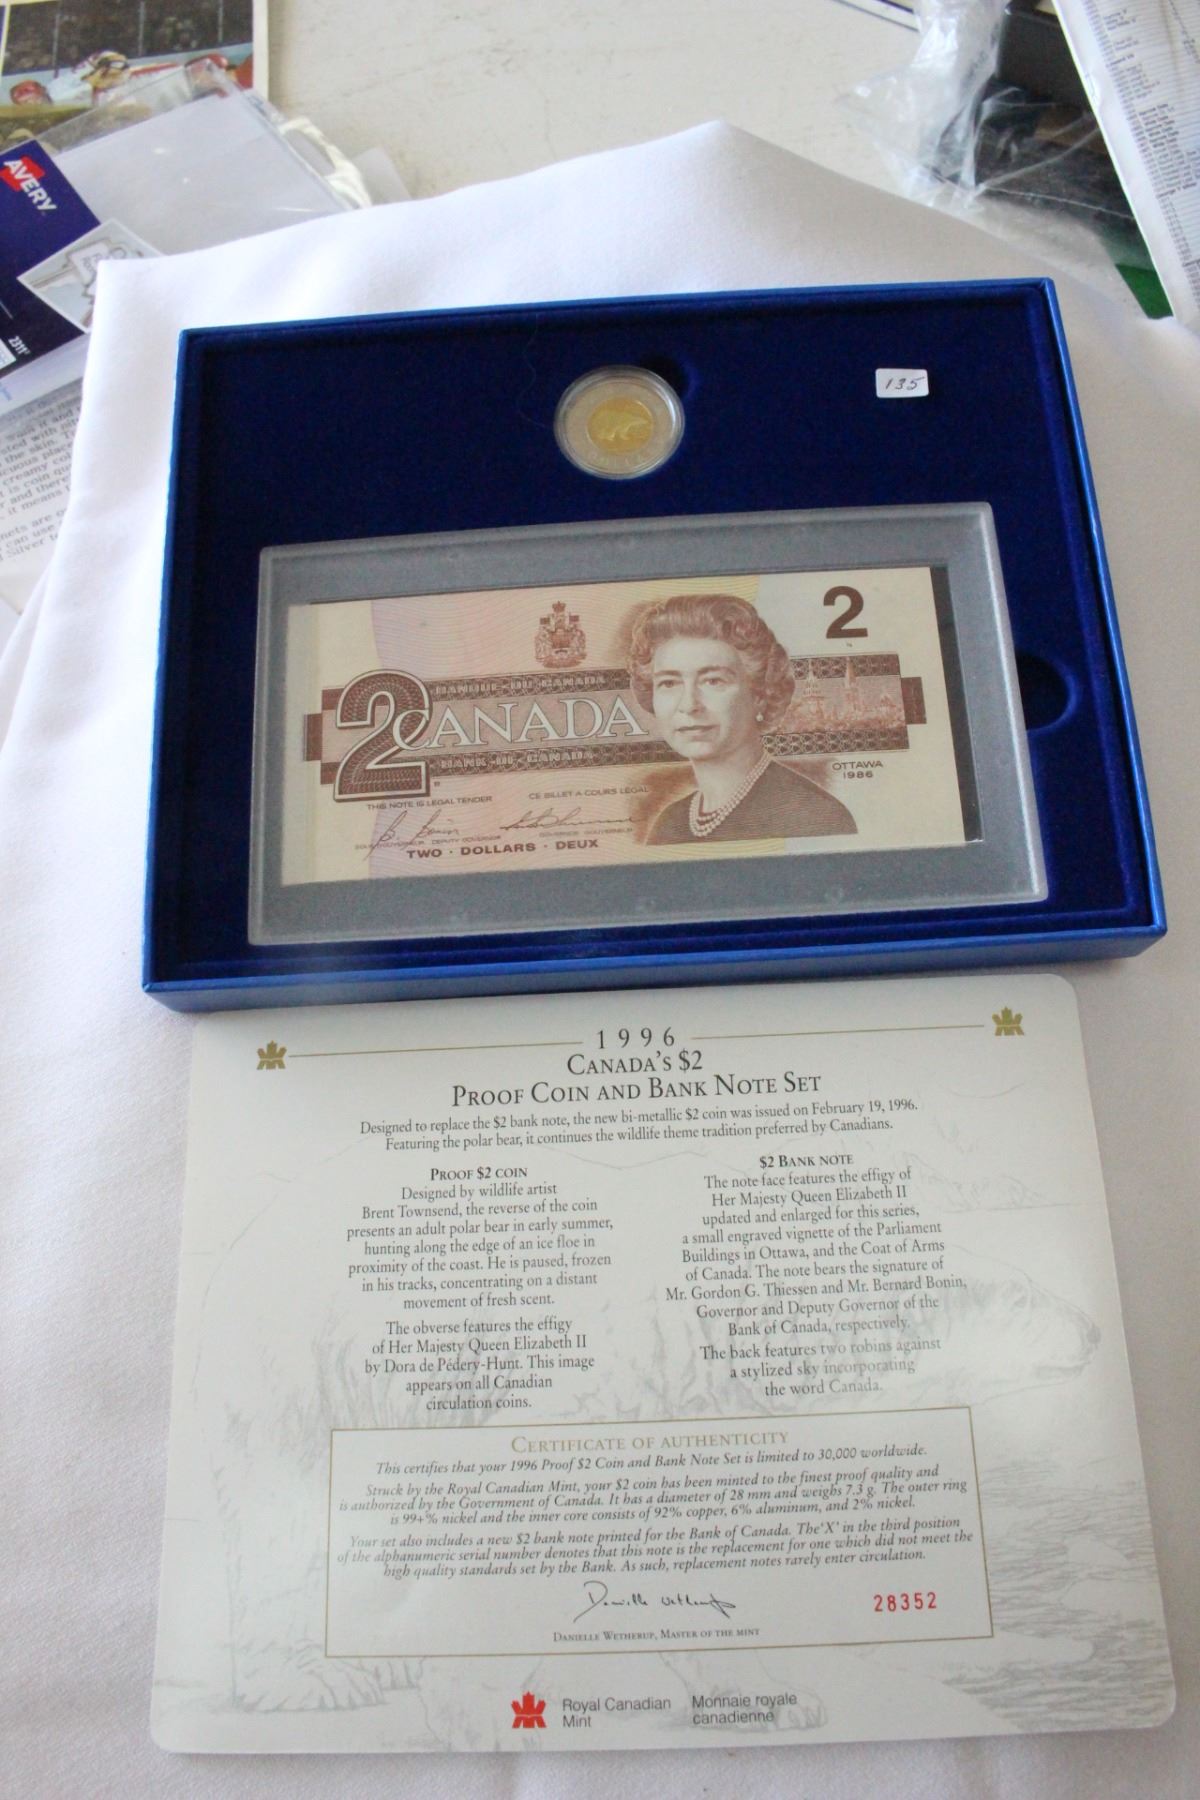 AVERY
2311
135
2
BANQUE · DU · CANADA
2 CANADA
BANK · OF · CANADA
OTTAWA
1986
THIS NOTE IS LEGAL TENDER
CE BILLET A COURS LÉGAL
DEPUTY GOVERNOR
GOVERNOR GOUVERNEUR
TWO · DOLLARS · DEUX
1996
CANADA'S $2
PROOF COIN AND BANK NOTE SET
Designed to replace the $2 bank note, the new bi-metallic $2 coin was issued on February 19, 1996.
Featuring the polar bear, it continues the wildlife theme tradition preferred by Canadians.
PROOF $2 COIN
Designed by wildlife artist
Brent Townsend, the reverse of the coin
presents an adult polar bear in early summer,
hunting along the edge of an ice floe in
proximity of the coast. He is paused, frozen
in his tracks, concentrating on a distant
movement of fresh scent.
The obverse features the effigy
of Her Majesty Queen Elizabeth II
by Dora de Pédery-Hunt. This image
appears on all Canadian
circulation coins.
$2 BANK NOTE
The note face features the effigy of
Her Majesty Queen Elizabeth II
updated and enlarged for this series,
a small engraved vignette of the Parliament
Buildings in Ottawa, and the Coat of Arms
of Canada. The note bears the signature of
Mr. Gordon G. Thiessen and Mr. Bernard Bonin,
Governor and Deputy Governor of the
Bank of Canada, respectively.
The back features two robins against
a stylized sky incorporating
the word Canada.
CERTIFICATE OF AUTHENTICITY
This certifies that your 1996 Proof $2 Coin and Bank Note Set is limited to 30,000 worldwide.
Struck by the Royal Canadian Mint, your $2 coin has been minted to the finest proof quality and
is authorized by the Government of Canada. It has a diameter of 28 mm and weighs 7.3 g. The outer ring
is 99+% nickel and the inner core consists of 92% copper, 6% aluminum, and 2% nickel.
Your set also includes a new $2 bank note printed for the Bank of Canada. The 'X' in the third position
of the alphanumeric serial number denotes that this note is the replacement for one which did not meet the
high quality standards set by the Bank. As such, replacement notes rarely enter circulation.
28352
DANIELLE WETHERUP, MASTER OF THE MINT
Royal Canadian
Mint
Monnaie royale
canadienne